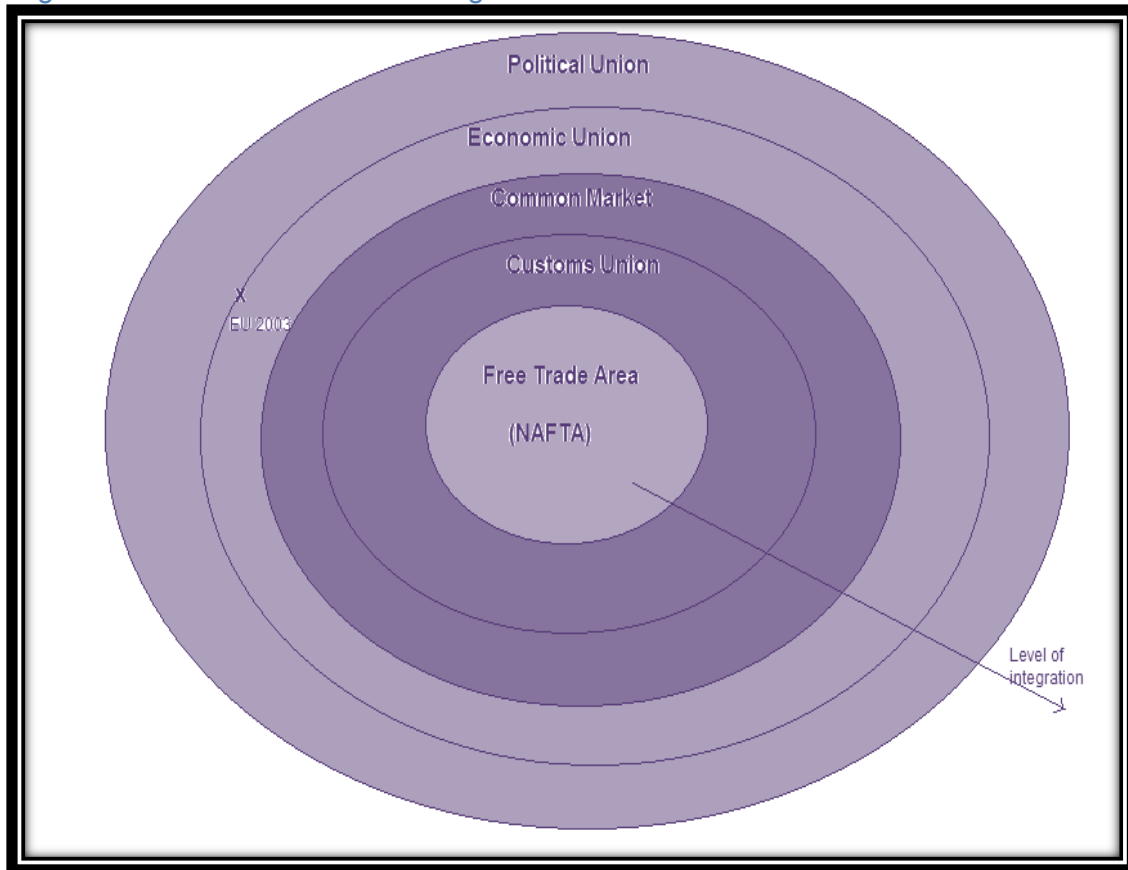 Political Union
Economic Union
Common Market
Customs Union
X
EU 2003
Free Trade Area
(NAFTA)
Level of
integration